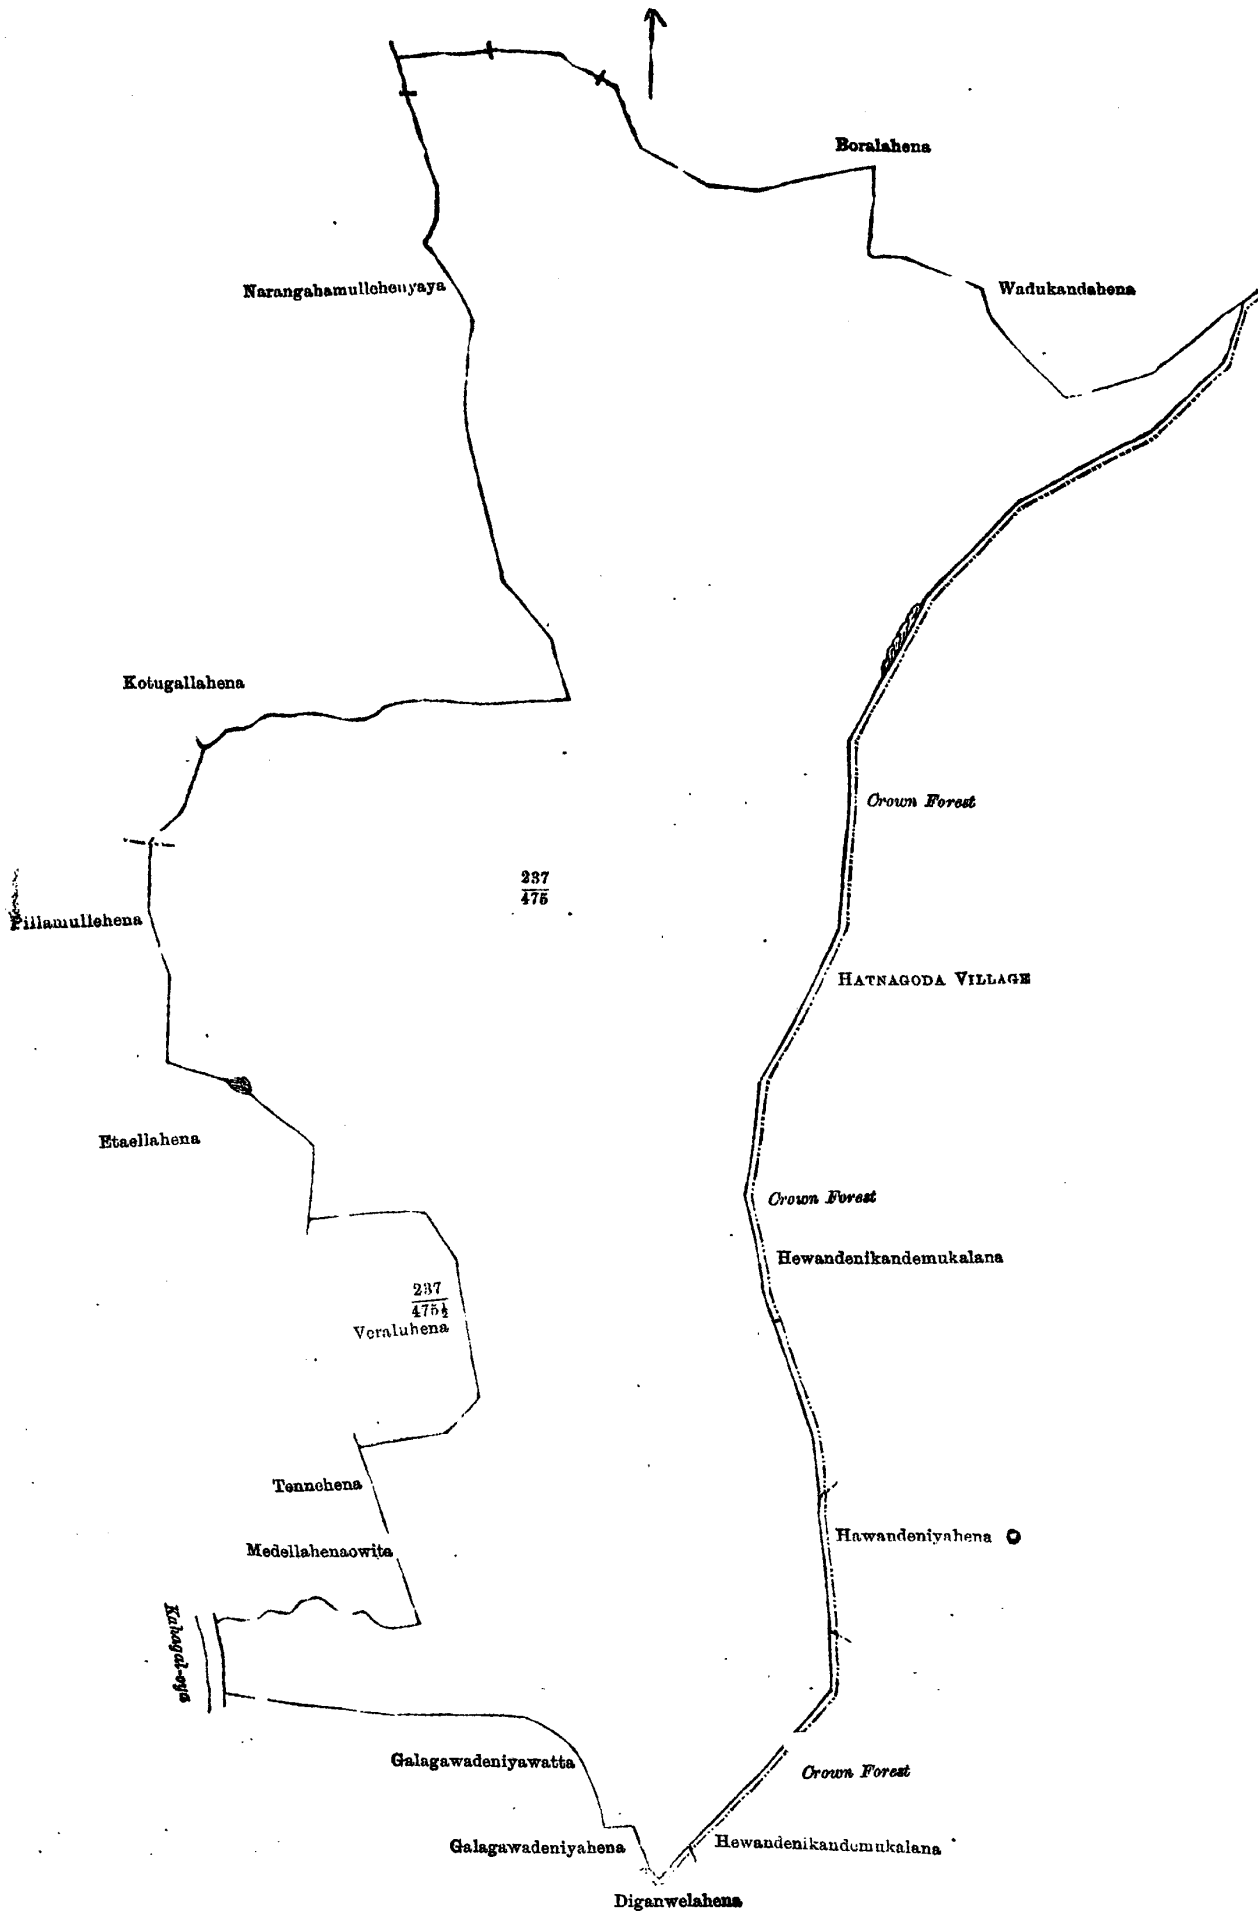 Boralahena
Narangahamullehenyaya
Wadukandahena
Kotugallahena
Crown Forest
237
475
Pillamullehena
HATNAGODA VILLAGE
Etaellahena
Crown Forest
Hewandenikandemukalana
237
475½
Veraluhena
Tennehena
Hawandeniyahena
Medellahenaowita
Kahagal-oya
Galagawadeniyawatta
Crown Forest
Galagawadeniyahena
Hewandenikandemukalana
Diganwelahena